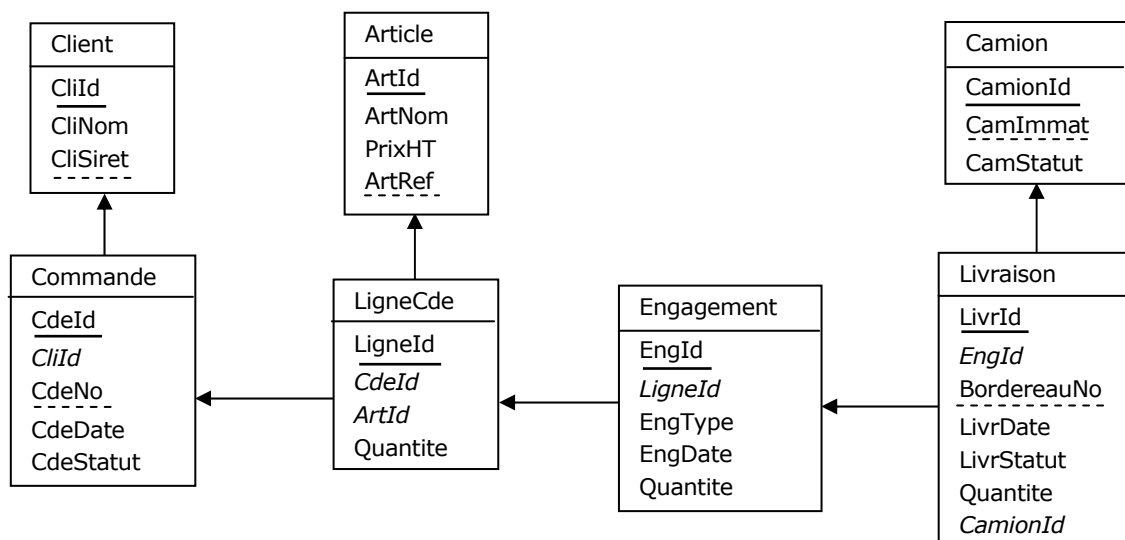 Client
CliId
CliNom
CliSiret
Article
ArtId
ArtNom
PrixHT
ArtRef
Camion
CamionId
CamImmat
CamStatut
Commande
CdeId
CliId
CdeNo
CdeDate
CdeStatut
LigneCde
LigneId
CdeId
ArtId
Quantite
Engagement
EngId
LigneId
EngType
EngDate
Quantite
Livraison
LivrId
EngId
BordereauNo
LivrDate
LivrStatut
Quantite
CamionId